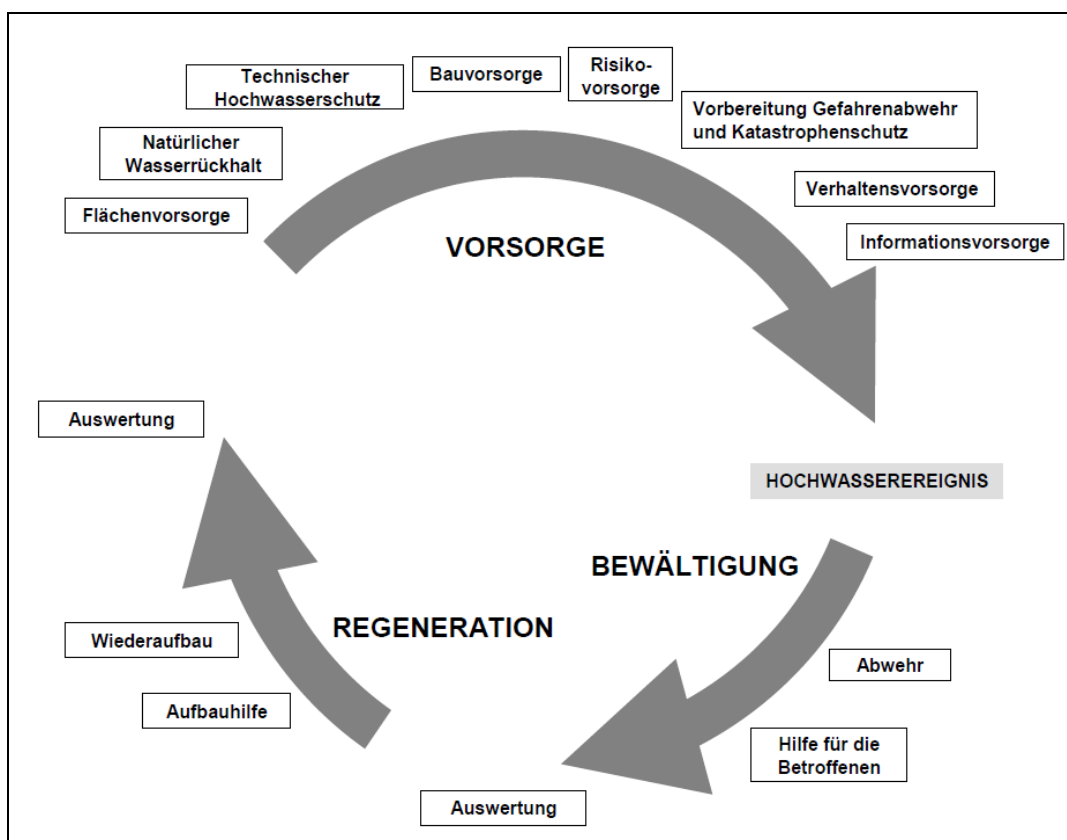 Technischer
Hochwasserschutz
Bauvorsorge
Risiko-
vorsorge
Vorbereitung Gefahrenabwehr
und Katastrophenschutz
Natürlicher
Wasserrückhalt
Verhaltensvorsorge
Flächenvorsorge
Informationsvorsorge
VORSORGE
Auswertung
HOCHWASSEREREIGNIS
BEWÄLTIGUNG
REGENERATION
Wiederaufbau
Abwehr
Aufbauhilfe
Hilfe für die
Betroffenen
Auswertung